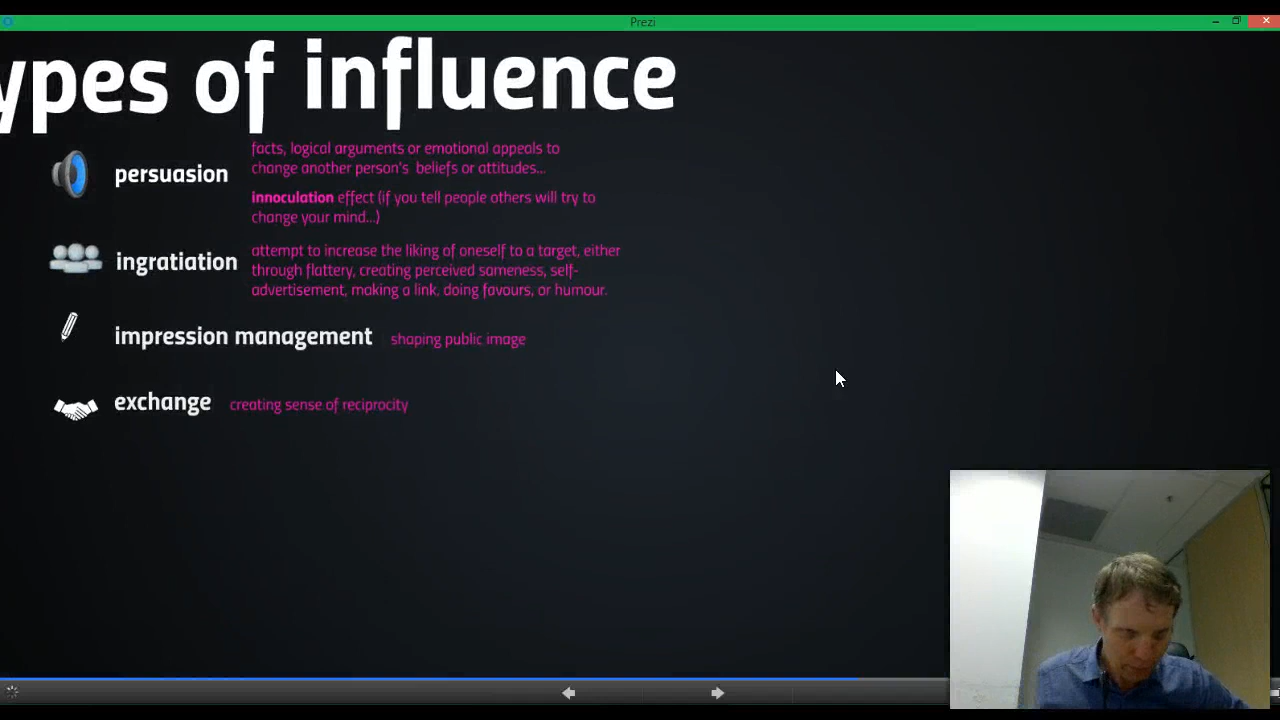 Prezi
ypes of influence
persuasion
facts, logical arguments or emotional appeals to
change another person's beliefs or attitudes...
innoculation effect (if you tell people others will try to
change your mind...)
ingratiation
attempt to increase the liking of oneself to a target, either
through flattery, creating perceived sameness, self-
advertisement, making a link, doing favours, or humour.
impression management shaping public image
exchange creating sense of reciprocity